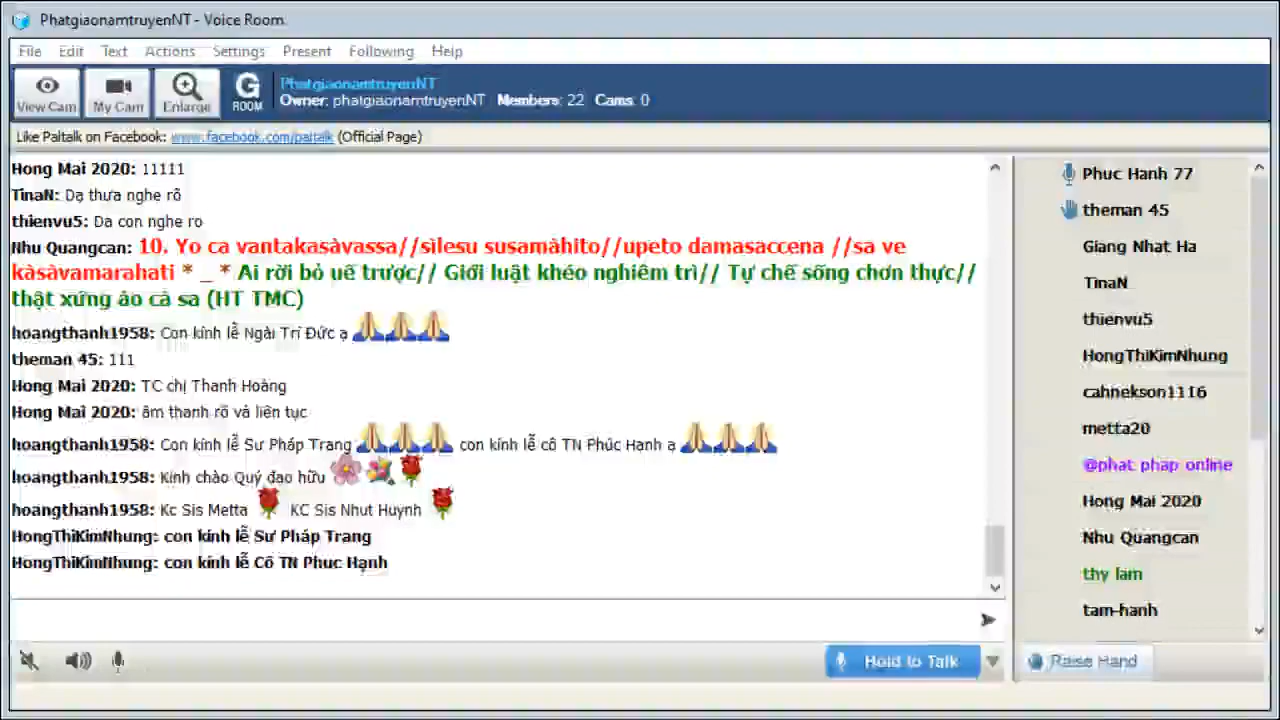 PhatgiaonamtruyenNT - Voice Room
File Edit Text Actions Settings Present Following Help
View Cam My Cam Enlarge G ROOM
PhatgiaonamtruyenNT
Owner: phatgiaonamtruyenNT Members: 22 Cams: 0
Like Paltalk on Facebook: www.facebook.com/paltalk (Official Page)
Hong Mai 2020: 11111
TinaN: Dạ thưa nghe rõ
thienvu5: Da con nghe ro
Nhu Quangcan: 10. Yo ca vantakasàvassa//sìlesu susamàhito//upeto damasaccena //sa ve
kàsàvamarahati * _ * Ai rời bỏ uế trược// Giới luật khéo nghiêm trì// Tự chế sống chơn thực//
thật xứng áo cà sa (HT TMC)
hoangthanh1958: Con kính lễ Ngài Trí Đức ạ
theman 45: 111
Hong Mai 2020: TC chị Thanh Hoàng
Hong Mai 2020: âm thanh rõ và liên tục
hoangthanh1958: Con kính lễ Sư Pháp Trang con kính lễ cô TN Phúc Hạnh ạ
hoangthanh1958: Kính chào Quý đạo hữu
hoangthanh1958: Kc Sis Metta KC Sis Nhut Huynh
HongThiKimNhung: con kính lễ Sư Pháp Trang
HongThiKimNhung: con kính lễ Cô TN Phuc Hạnh
Hold to Talk
Phuc Hanh 77
theman 45
Giang Nhat Ha
TinaN
thienvu5
HongThiKimNhung
cahnekson1116
metta20
@phat phap online
Hong Mai 2020
Nhu Quangcan
thy lam
tam-hanh
Raise Hand